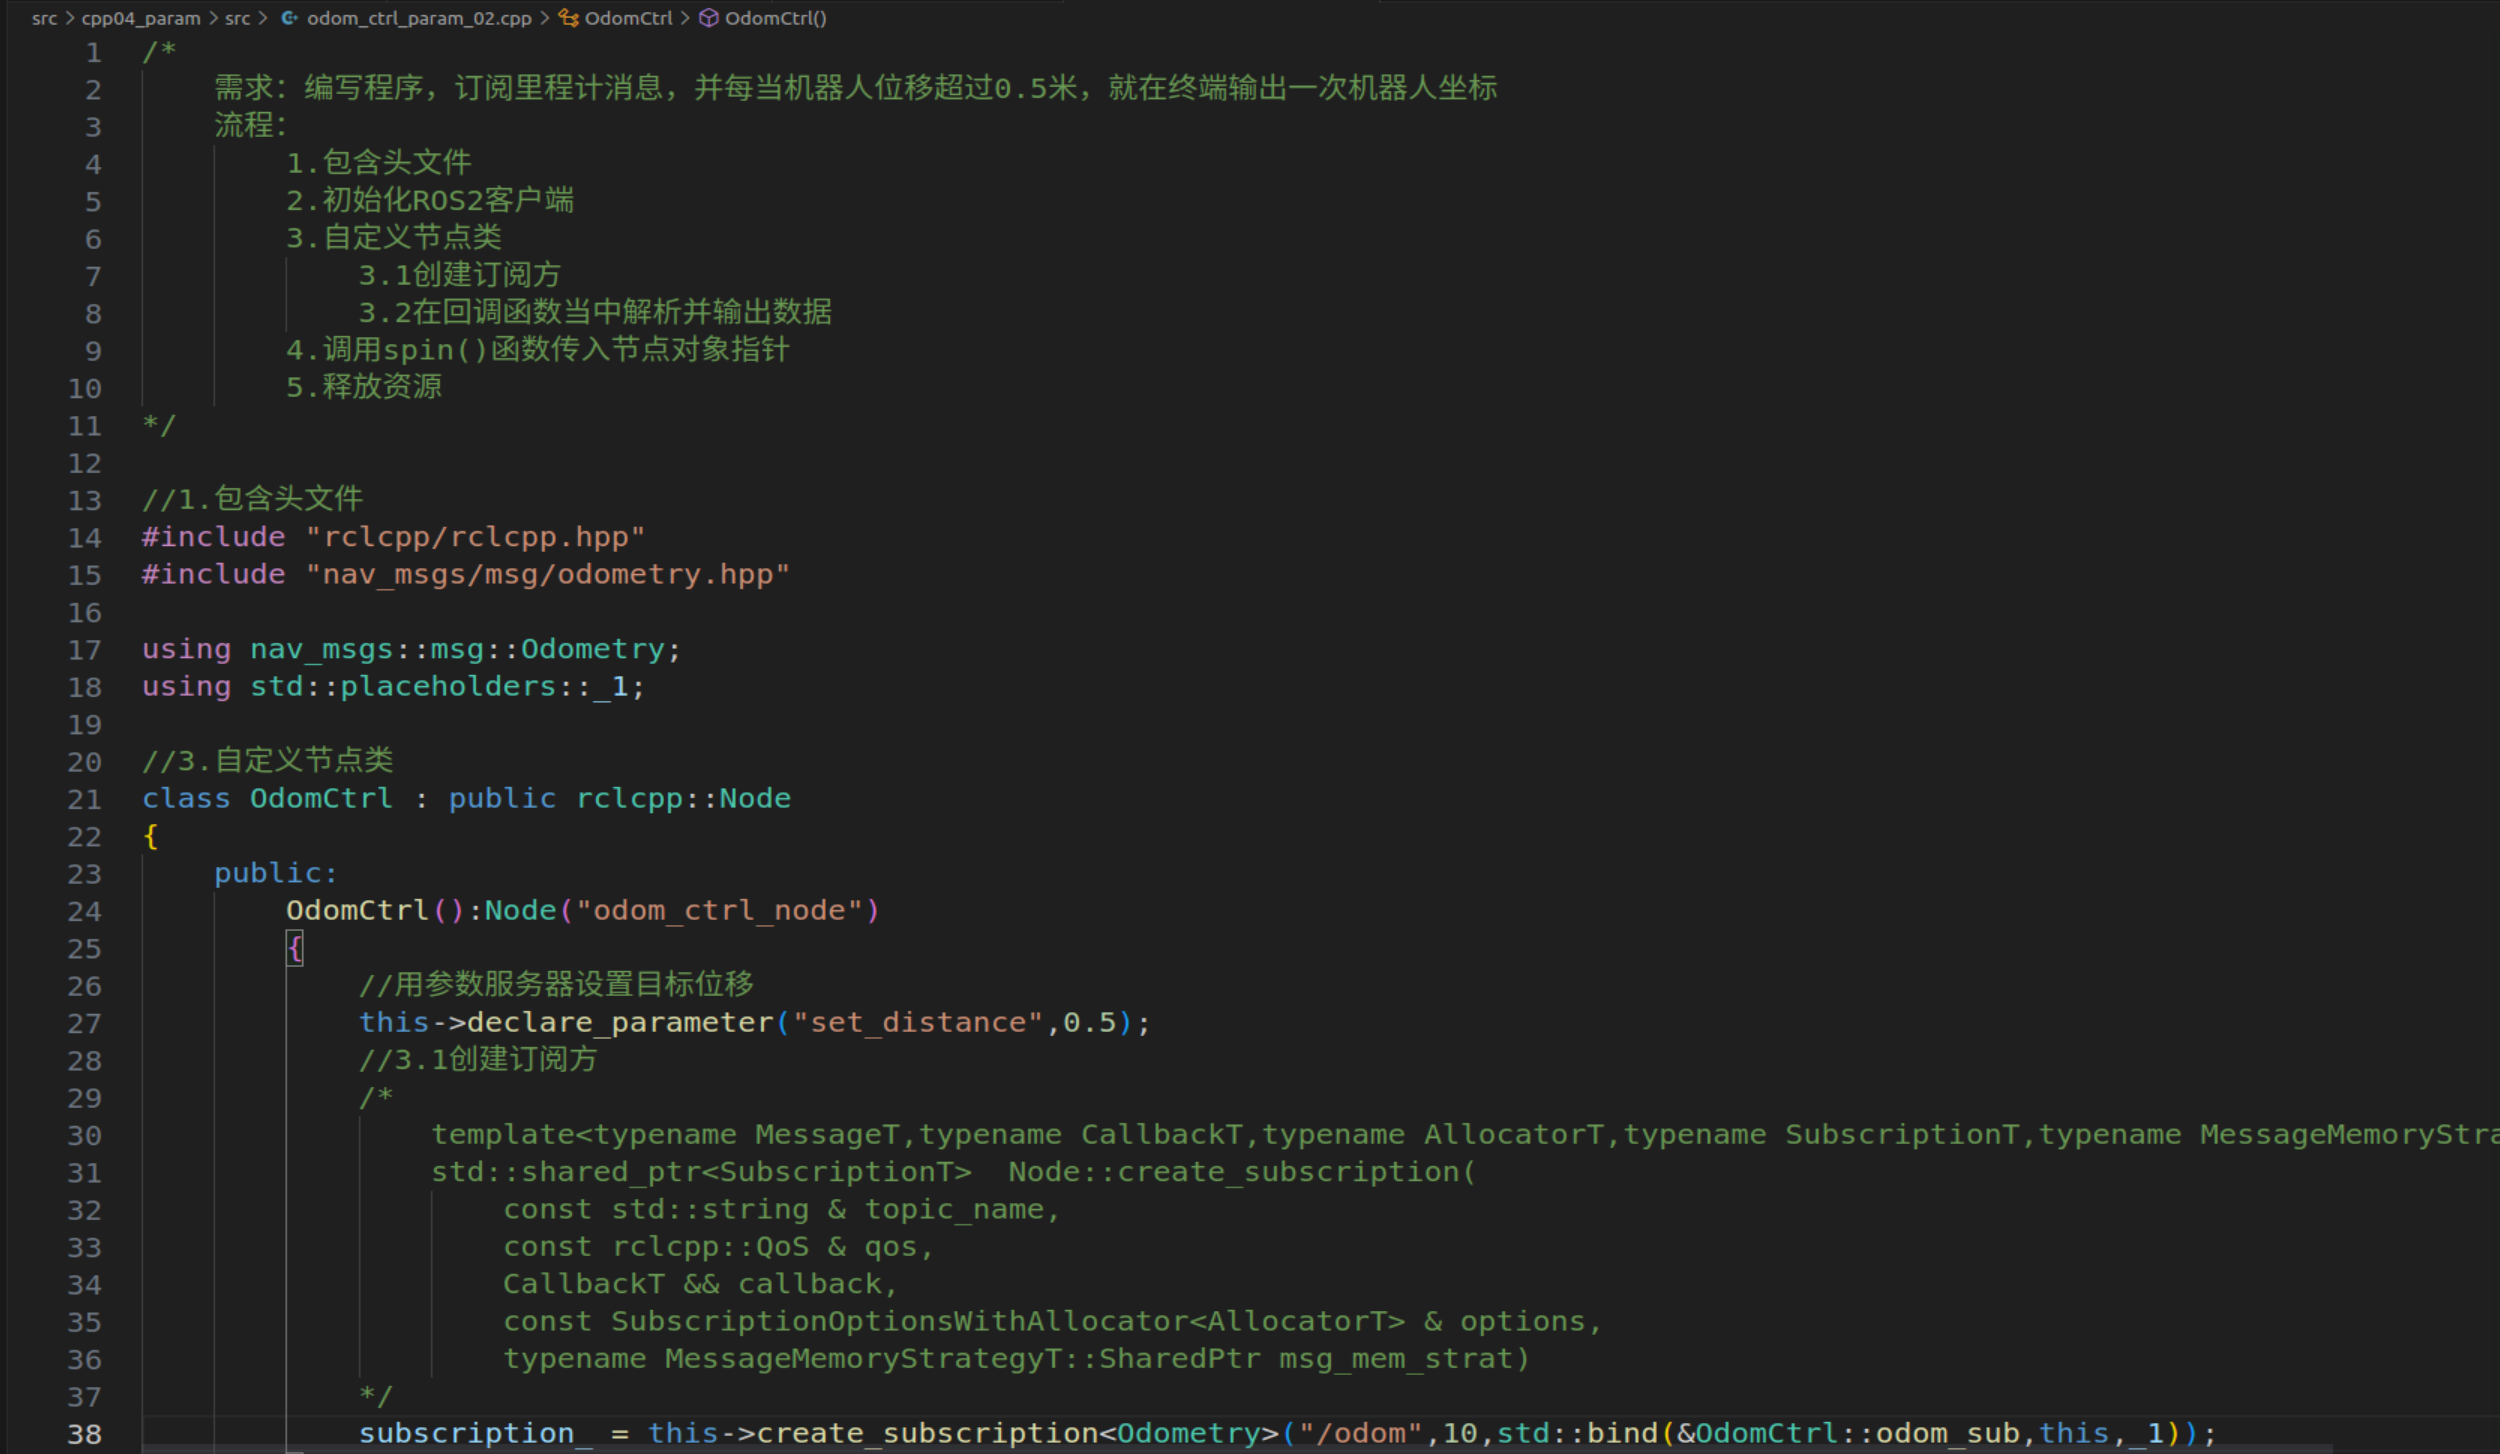 src > cpp04_param > src > odom_ctrl_param_02.cpp > OdomCtrl > OdomCtrl()
1 /*
2 需求：编写程序，订阅里程计消息，并每当机器人位移超过0.5米，就在终端输出一次机器人坐标
3 流程：
4 1.包含头文件
5 2.初始化ROS2客户端
6 3.自定义节点类
7 3.1创建订阅方
8 3.2在回调函数当中解析并输出数据
9 4.调用spin()函数传入节点对象指针
10 5.释放资源
11 */
12
13 //1.包含头文件
14 #include "rclcpp/rclcpp.hpp"
15 #include "nav_msgs/msg/odometry.hpp"
16
17 using nav_msgs::msg::Odometry;
18 using std::placeholders::_1;
19
20 //3.自定义节点类
21 class OdomCtrl : public rclcpp::Node
22 {
23 public:
24 OdomCtrl():Node("odom_ctrl_node")
25 {
26 //用参数服务器设置目标位移
27 this->declare_parameter("set_distance",0.5);
28 //3.1创建订阅方
29 /*
30 template<typename MessageT,typename CallbackT,typename AllocatorT,typename SubscriptionT,typename MessageMemoryStra
31 std::shared_ptr<SubscriptionT>  Node::create_subscription(
32 const std::string & topic_name,
33 const rclcpp::QoS & qos,
34 CallbackT && callback,
35 const SubscriptionOptionsWithAllocator<AllocatorT> & options,
36 typename MessageMemoryStrategyT::SharedPtr msg_mem_strat)
37 */
38 subscription_ = this->create_subscription<Odometry>("/odom",10,std::bind(&OdomCtrl::odom_sub,this,_1));